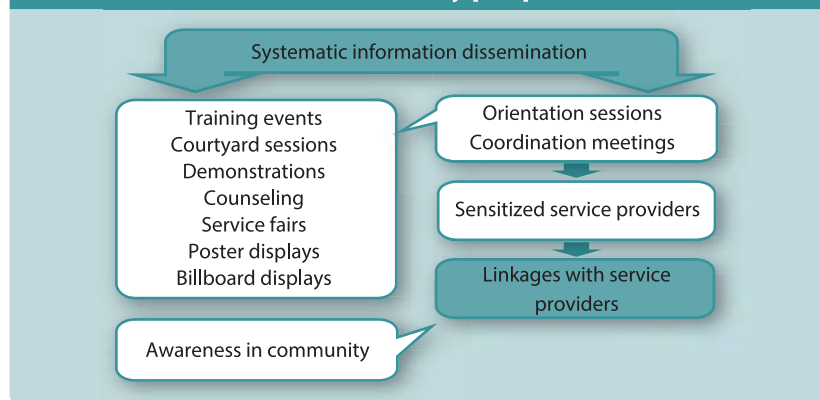 Systematic information dissemination
Training events
Courtyard sessions
Demonstrations
Counseling
Service fairs
Poster displays
Billboard displays
Orientation sessions
Coordination meetings
Sensitized service providers
Linkages with service
providers
Awareness in community